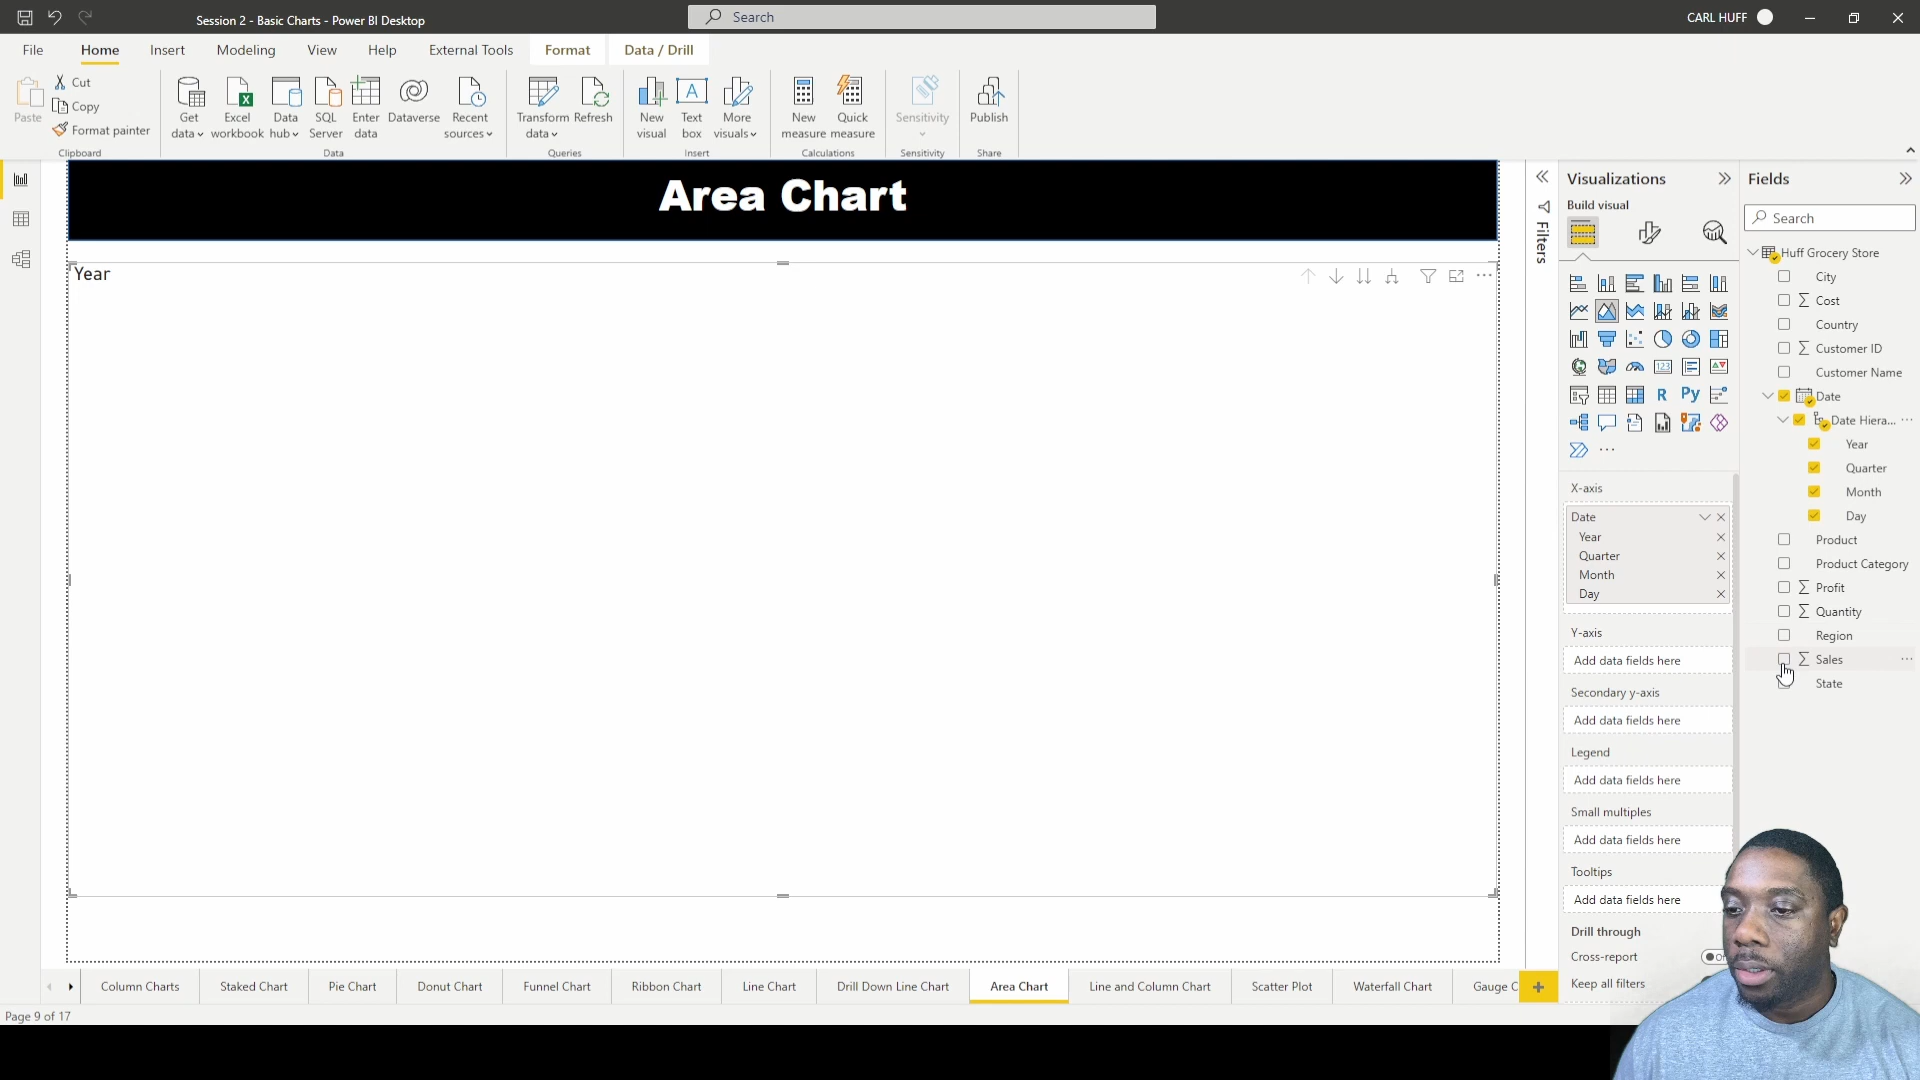 Session 2 - Basic Charts - Power BI Desktop
Search
CARL HUFF
File Home Insert Modeling View Help External Tools Format Data / Drill
Paste
Cut
Copy
Format painter
Clipboard
Get data
Excel workbook
Data hub
SQL Server
Enter data
Dataverse
Recent sources
Data
Transform data
Refresh
Queries
New visual
Text box
More visuals
Insert
New measure
Quick measure
Calculations
Sensitivity
Sensitivity
Publish
Share
Area Chart
Year
Filters
Visualizations
Build visual
123
R
Py
X-axis
Date
Year
Quarter
Month
Day
Y-axis
Add data fields here
Secondary y-axis
Add data fields here
Legend
Add data fields here
Small multiples
Add data fields here
Tooltips
Add data fields here
Drill through
Cross-report
Keep all filters
Fields
Search
Huff Grocery Store
City
Cost
Country
Customer ID
Customer Name
Date
Date Hiera...
Year
Quarter
Month
Day
Product
Product Category
Profit
Quantity
Region
Sales
State
Column Charts Staked Chart Pie Chart Donut Chart Funnel Chart Ribbon Chart Line Chart Drill Down Line Chart Area Chart Line and Column Chart Scatter Plot Waterfall Chart Gauge C
Page 9 of 17